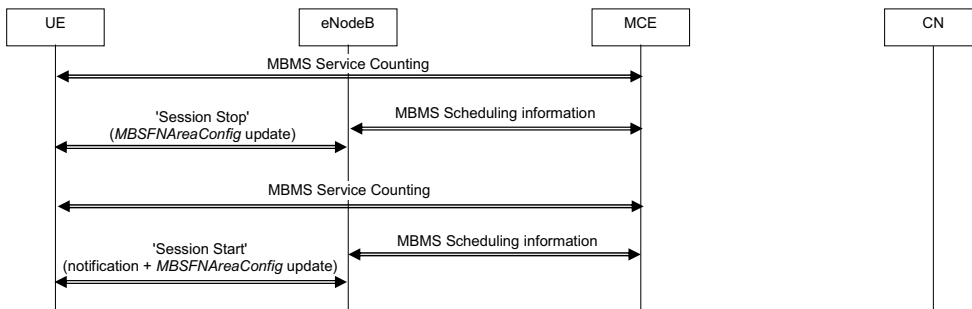 UE
eNodeB
MCE
CN
MBMS Service Counting
'Session Stop'
(MBSFNAreaConfig update)
MBMS Scheduling information
MBMS Service Counting
'Session Start'
(notification + MBSFNAreaConfig update)
MBMS Scheduling information